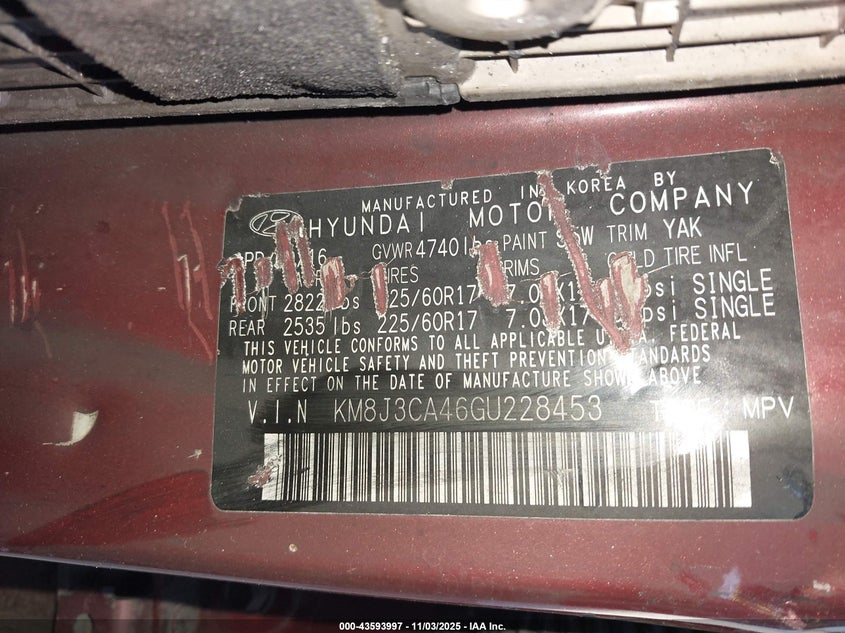 MANUFACTURED IN KOREA BY
HYUNDAI MOTOR COMPANY
16 GVWR 4740 lbs PAINT TRIM YAK
TIRE INFL
FRONT 2822 lbs 225/60R17 psi SINGLE
REAR 2535 lbs 225/60R17 psi SINGLE
THIS VEHICLE CONFORMS TO ALL APPLICABLE U.S.A. FEDERAL
MOTOR VEHICLE SAFETY AND THEFT PREVENTION STANDARDS
IN EFFECT ON THE DATE OF MANUFACTURE SHOWN ABOVE
V.I.N KM8J3CA46GU228453 MPV
000-43593997 - 11/03/2025 - IAA Inc.